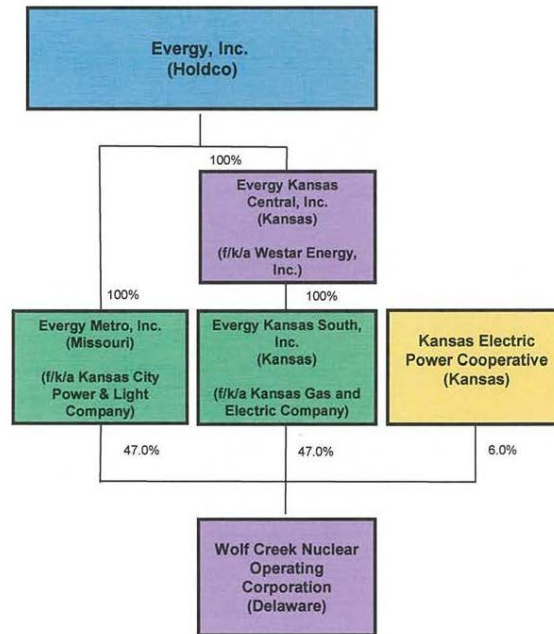 Evergy, Inc.
(Holdco)
100%
Evergy Kansas
Central, Inc.
(Kansas)
(f/k/a Westar Energy,
Inc.)
100%
100%
Evergy Metro, Inc.
(Missouri)
(f/k/a Kansas City
Power & Light
Company)
Evergy Kansas South,
Inc.
(Kansas)
(f/k/a Kansas Gas and
Electric Company)
Kansas Electric
Power Cooperative
(Kansas)
47.0%
47.0%
6.0%
Wolf Creek Nuclear
Operating
Corporation
(Delaware)